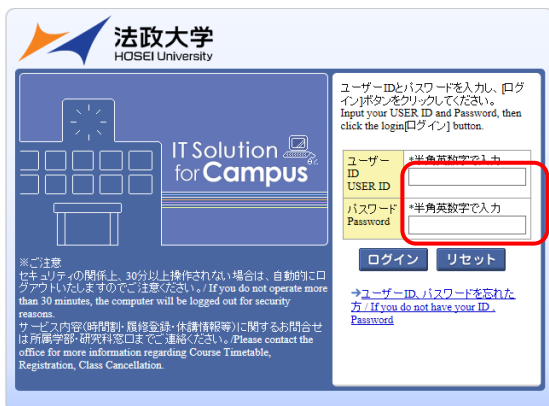 法政大学
HOSEI University
IT Solution
for Campus
※ご注意
セキュリティの関係上、30分以上操作されない場合は、自動的にロ
グアウトいたしますのでご注意ください。/ If you do not operate more
than 30 minutes, the computer will be logged out for security
reasons.
サービス内容(時間割・履修登録・休講情報等)に関するお問合せ
は所属学部・研究科窓口までご連絡ください。/Please contact the
office for more information regarding Course Timetable,
Registration, Class Cancellation.
ユーザーIDとパスワードを入力し、[ログ
イン]ボタンをクリックしてください。
Input your USER ID and Password, then
click the login[ログイン] button.
ユーザー
ID
USER ID
*半角英数字で入力
パスワード
Password
*半角英数字で入力
ログイン リセット
→ユーザーID、パスワードを忘れた
方 / If you do not have your ID ,
Password